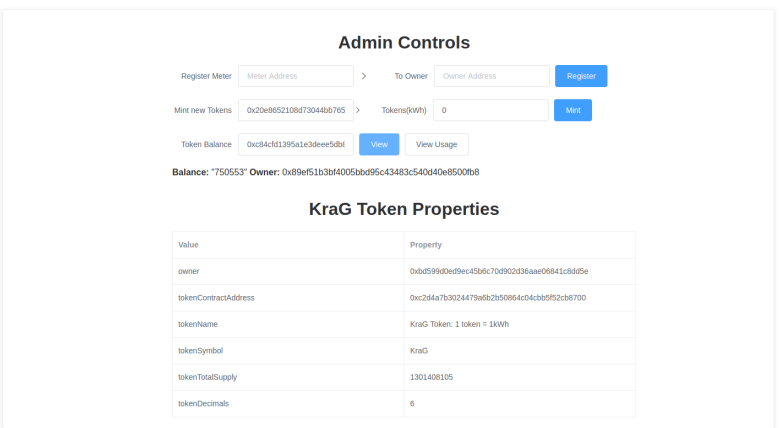 Admin Controls
Register Meter Meter Address > To Owner Owner Address Register
Mint new Tokens 0x20e8652108d73044bb765 > Tokens(kWh) 0 Mint
Token Balance 0xc84cfd1395a1e3deee5dbf View View Usage
Balance: "750553" Owner: 0x89ef51b3bf4005bbd95c43483c540d40e8500fb8
KraG Token Properties
Value Property
owner 0xbd599d0ed9ec45b6c70d902d36aae06841c8dd5e
tokenContractAddress 0xc2d4a7b3024479a6b2b50864c04cbb5f52cb8700
tokenName KraG Token: 1 token = 1kWh
tokenSymbol KraG
tokenTotalSupply 1301408105
tokenDecimals 6